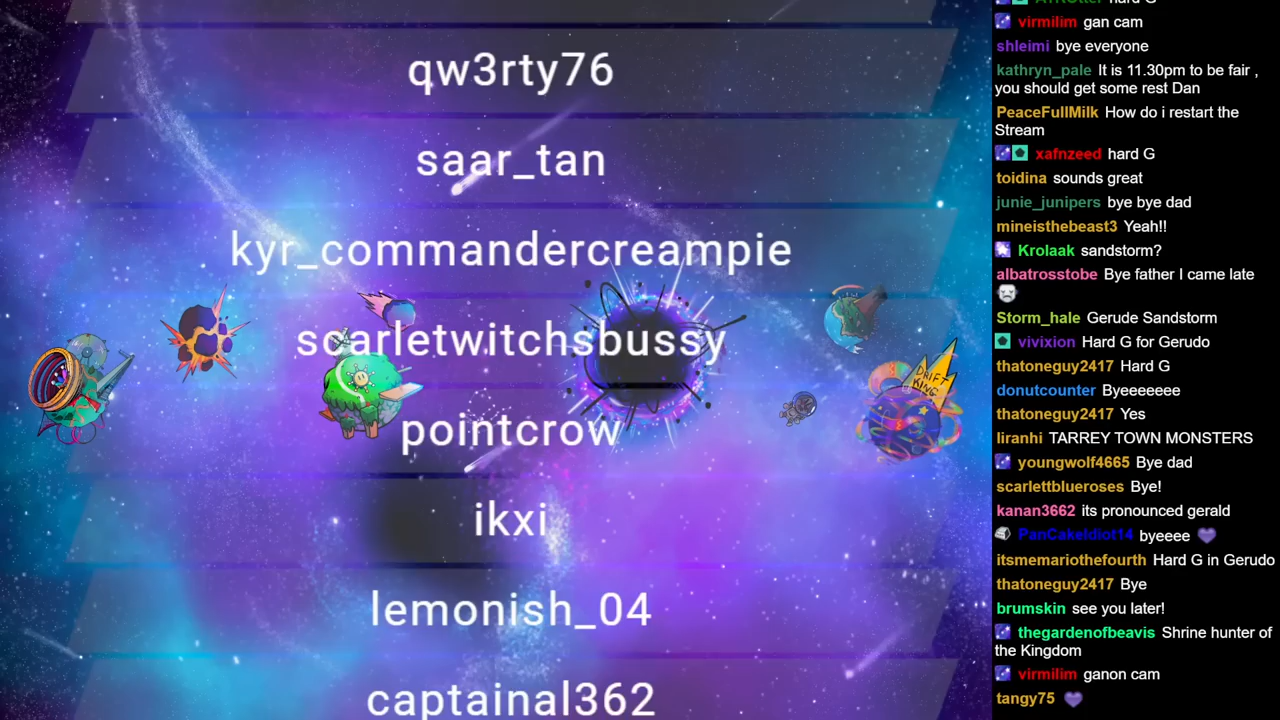 qw3rty76
saar_tan
kyr_commandercreampie
scarletwitchsbussy
pointcrow
ikxi
lemonish_04
captainal362
DRIFT
KING
hard G
virmilim gan cam
shleimi bye everyone
kathryn_pale It is 11.30pm to be fair ,
you should get some rest Dan
PeaceFullMilk How do i restart the
Stream
xafnzeed hard G
toidina sounds great
junie_junipers bye bye dad
mineisthebeast3 Yeah!!
Krolaak sandstorm?
albatrosstobe Bye father I came late
Storm_hale Gerude Sandstorm
vivixion Hard G for Gerudo
thatoneguy2417 Hard G
donutcounter Byeeeeeee
thatoneguy2417 Yes
liranhi TARREY TOWN MONSTERS
youngwolf4665 Bye dad
scarlettblueroses Bye!
kanan3662 its pronounced gerald
PanCakeIdiot14 byeeee
itsmemariothefourth Hard G in Gerudo
thatoneguy2417 Bye
brumskin see you later!
thegardenofbeavis Shrine hunter of
the Kingdom
virmilim ganon cam
tangy75